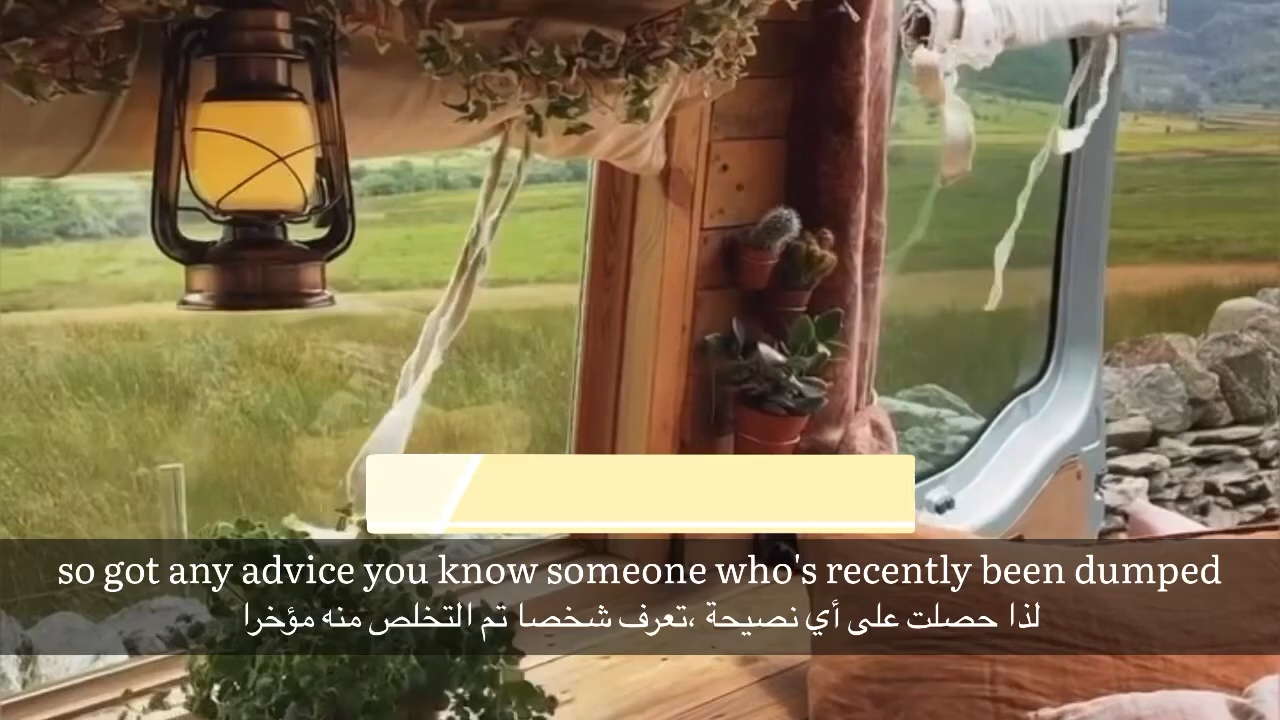 so got any advice you know someone who's recently been dumped
لذا حصلت على أي نصيحة ،تعرف شخصا تم التخلص منه مؤخرا